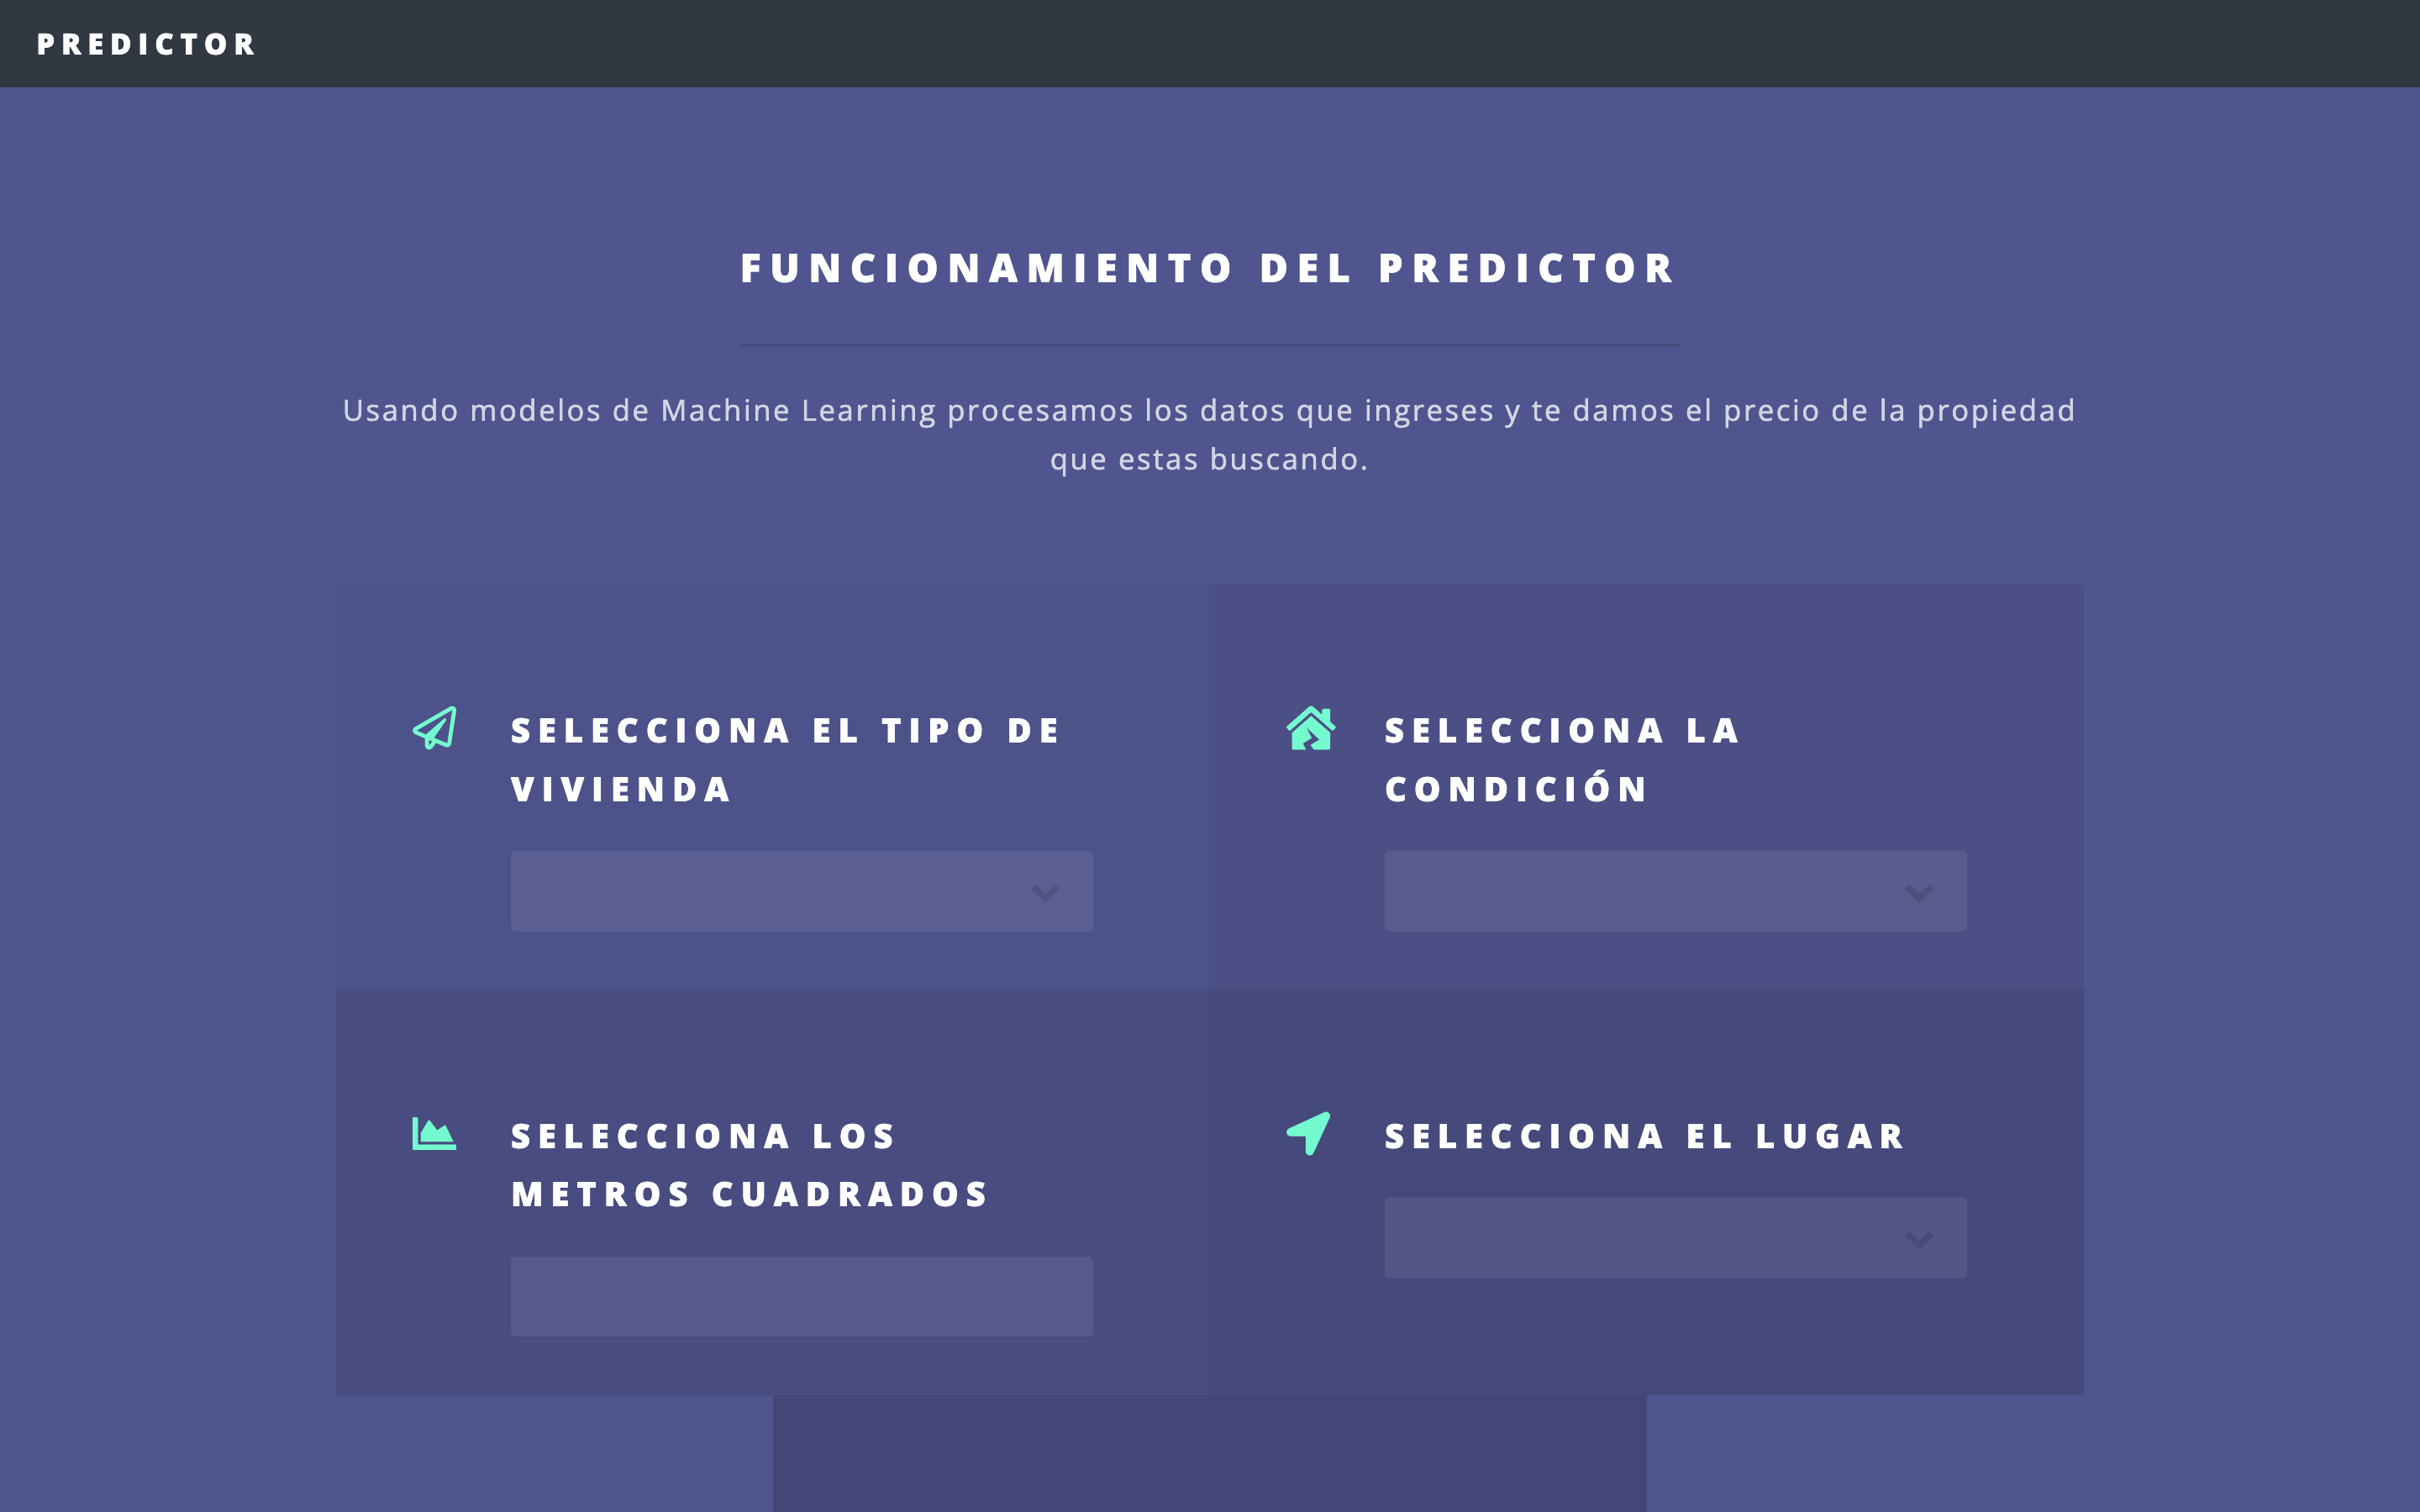 PREDICTOR
FUNCIONAMIENTO DEL PREDICTOR
Usando modelos de Machine Learning procesamos los datos que ingreses y te damos el precio de la propiedad
que estas buscando.
SELECCIONA EL TIPO DE
VIVIENDA
SELECCIONA LA
CONDICIÓN
SELECCIONA LOS
METROS CUADRADOS
SELECCIONA EL LUGAR